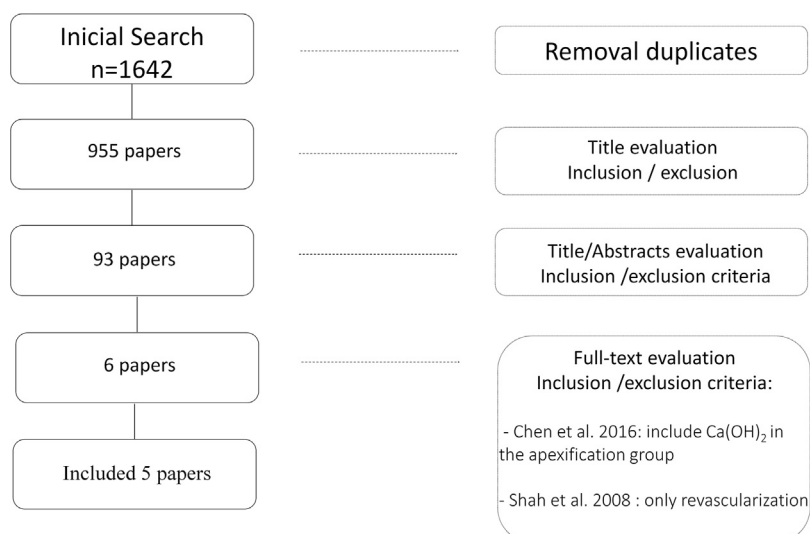 Inicial Search
n=1642
Removal duplicates
955 papers
Title evaluation
Inclusion / exclusion
93 papers
Title/Abstracts evaluation
Inclusion /exclusion criteria
6 papers
Full-text evaluation
Inclusion /exclusion criteria:
- Chen et al. 2016: include Ca(OH)₂ in
the apexification group
- Shah et al. 2008 : only revascularization
Included 5 papers